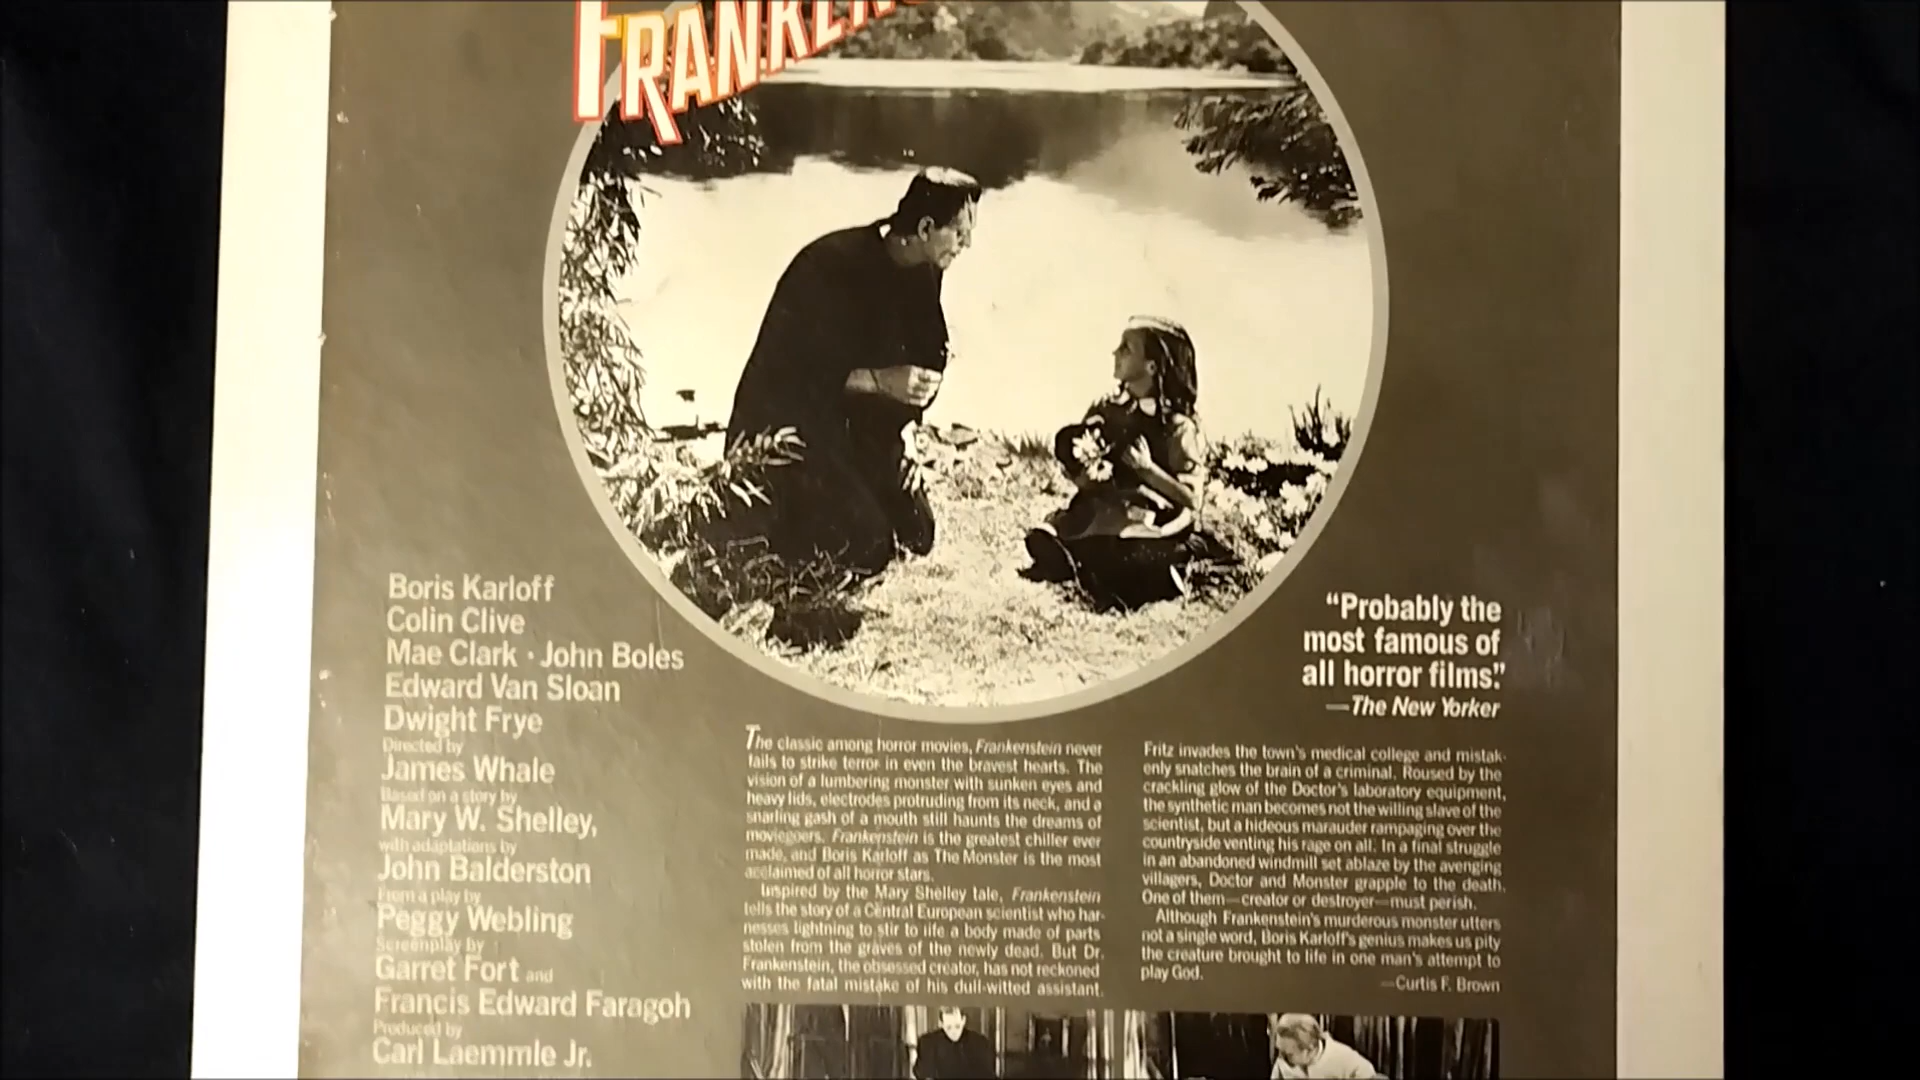 FRANKEN
Boris Karloff
Colin Clive
Mae Clark · John Boles
Edward Van Sloan
Dwight Frye
Directed by
James Whale
Based on a story by
Mary W. Shelley,
with adaptations by
John Balderston
From a play by
Peggy Webling
Screenplay by
Garret Fort and
Francis Edward Faragoh
Produced by
Carl Laemmle Jr.
“Probably the
most famous of
all horror films.”
—The New Yorker
The classic among horror movies, Frankenstein never
fails to strike terror in even the bravest hearts. The
vision of a lumbering monster with sunken eyes and
heavy lids, electrodes protruding from its neck, and a
snarling gash of a mouth still haunts the dreams of
moviegoers. Frankenstein is the greatest chiller ever
made, and Boris Karloff as The Monster is the most
acclaimed of all horror stars.
Inspired by the Mary Shelley tale, Frankenstein
tells the story of a Central European scientist who har-
nesses lightning to stir to life a body made of parts
stolen from the graves of the newly dead. But Dr.
Frankenstein, the obsessed creator, has not reckoned
with the fatal mistake of his dull-witted assistant.
Fritz invades the town's medical college and mistak-
enly snatches the brain of a criminal. Roused by the
crackling glow of the Doctor's laboratory equipment,
the synthetic man becomes not the willing slave of the
scientist, but a hideous marauder rampaging over the
countryside venting his rage on all. In a final struggle
in an abandoned windmill set ablaze by the avenging
villagers, Doctor and Monster grapple to the death.
One of them—creator or destroyer—must perish.
Although Frankenstein's murderous monster utters
not a single word, Boris Karloff's genius makes us pity
the creature brought to life in one man's attempt to
play God.
—Curtis F. Brown